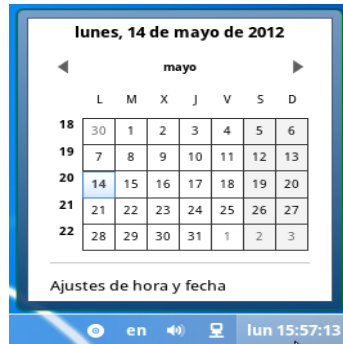 lunes, 14 de mayo de 2012
mayo
L M X J V S D
18 30 1 2 3 4 5 6
19 7 8 9 10 11 12 13
20 14 15 16 17 18 19 20
21 21 22 23 24 25 26 27
22 28 29 30 31 1 2 3
Ajustes de hora y fecha
en lun 15:57:13